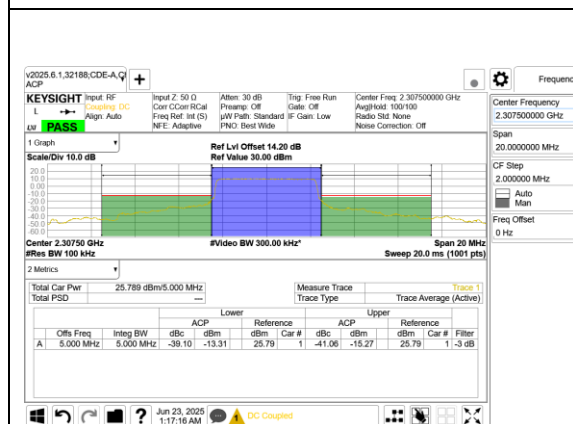 v2025.6.1,32188;CDE-A,CI
ACP
Frequenc
KEYSIGHT Input: RF Input Z: 50 Ω Atten: 30 dB Trig: Free Run Center Freq: 2.307500000 GHz
L Coupling: DC Corr CCorr RCal Preamp: Off Gate: Off Avg|Hold: 100/100
Align: Auto Freq Ref: Int (S) µW Path: Standard IF Gain: Low Radio Std: None
PASS NFE: Adaptive PNO: Best Wide Noise Correction: Off
Center Frequency
2.307500000 GHz
Span
20.0000000 MHz
CF Step
2.000000 MHz
Auto
Man
Freq Offset
0 Hz
1 Graph
Ref Lvl Offset 14.20 dB
Scale/Div 10.0 dB Ref Value 30.00 dBm
20.0
10.0
0.00
-10.0
-20.0
-30.0
-40.0
-50.0
-60.0
Center 2.30750 GHz #Video BW 300.00 kHz* Span 20 MHz
#Res BW 100 kHz Sweep 20.0 ms (1001 pts)
2 Metrics
Total Car Pwr 25.789 dBm/5.000 MHz Measure Trace Trace 1
Total PSD — Trace Type Trace Average (Active)
Lower Upper
ACP Reference ACP Reference
Offs Freq Integ BW dBc dBm dBm Car # dBc dBm dBm Car # Filter
A 5.000 MHz 5.000 MHz -39.10 -13.31 25.79 1 -41.06 -15.27 25.79 1 -3 dB
Jun 23, 2025
1:17:16 AM
DC Coupled